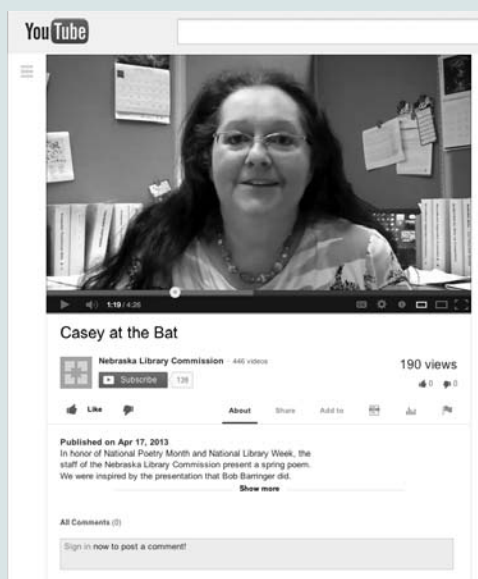 YouTube
1:19 / 4:26
Casey at the Bat
Nebraska Library Commission · 446 videos
Subscribe 138
190 views
0 0
Like
About Share Add to
Published on Apr 17, 2013
In honor of National Poetry Month and National Library Week, the
staff of the Nebraska Library Commission present a spring poem.
We were inspired by the presentation that Bob Barringer did.
Show more
All Comments (0)
Sign in now to post a comment!